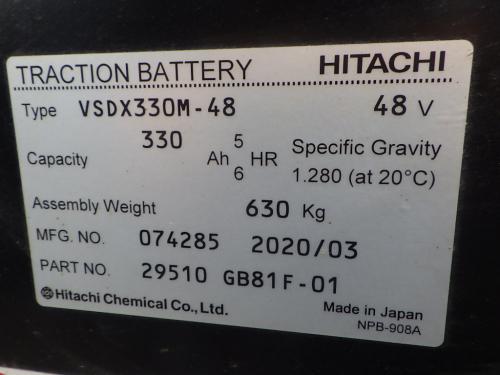 TRACTION BATTERY HITACHI
Type VSDX330M-48 48 V
Capacity 330 Ah 5 HR Specific Gravity
6 1.280 (at 20°C)
Assembly Weight 630 Kg
MFG. NO. 074285 2020/03
PART NO. 29510 GB81F-01
Hitachi Chemical Co., Ltd. Made in Japan
NPB-908A